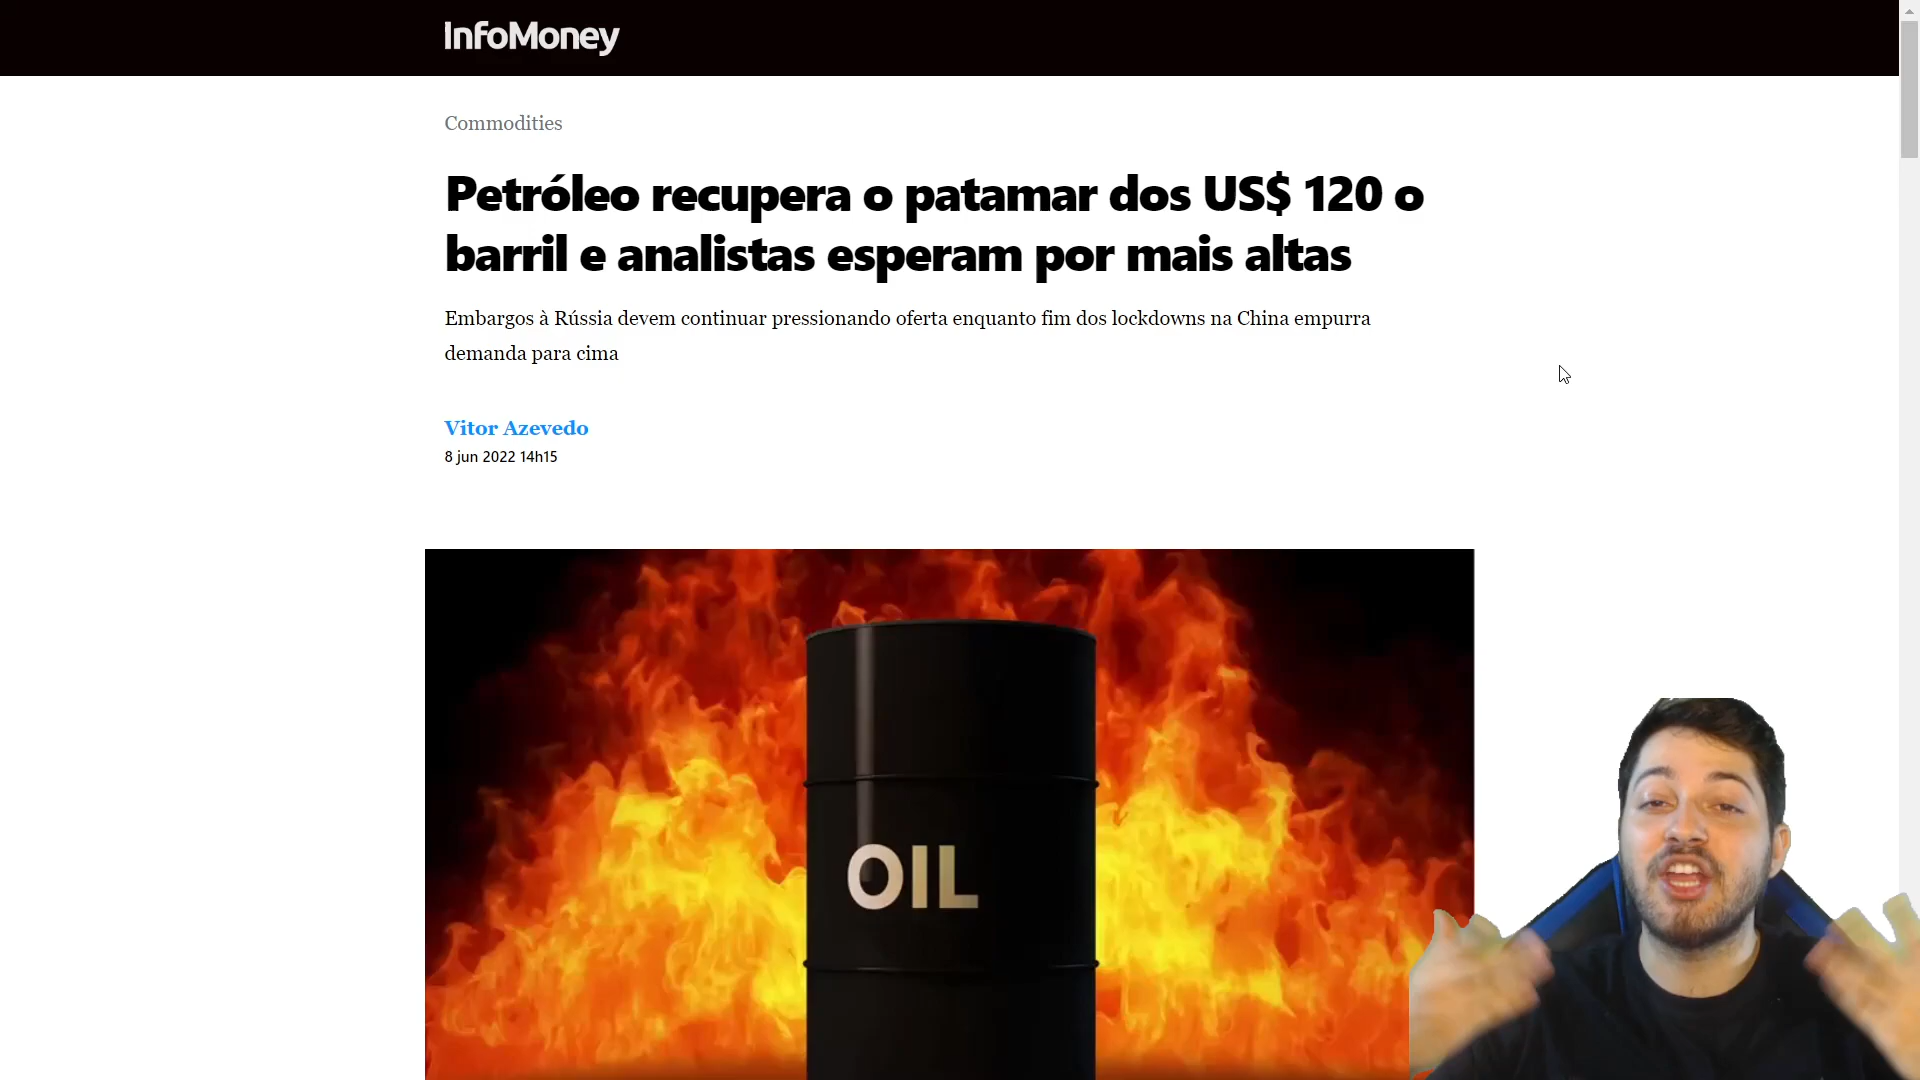 InfoMoney
Commodities
Petróleo recupera o patamar dos US$ 120 o
barril e analistas esperam por mais altas
Embargos à Rússia devem continuar pressionando oferta enquanto fim dos lockdowns na China empurra
demanda para cima
Vitor Azevedo
8 jun 2022 14h15
OIL